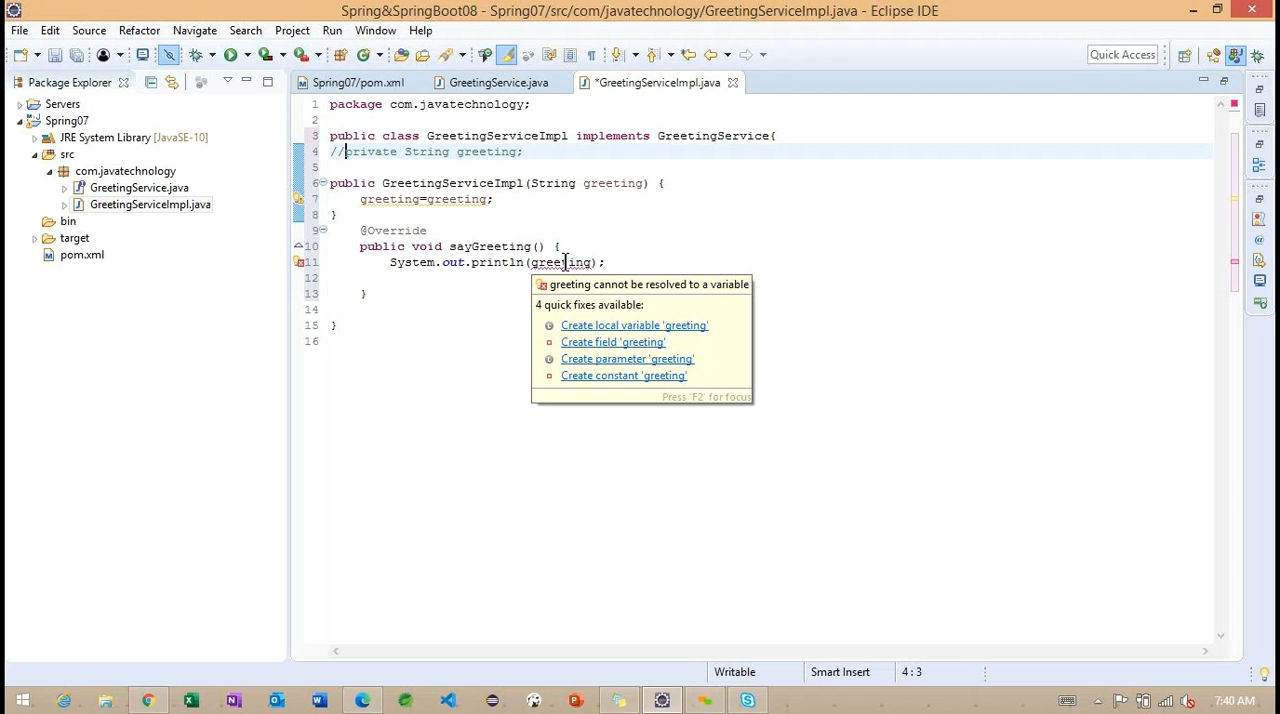 Spring&SpringBoot08 - Spring07/src/com/javatechnology/GreetingServiceImpl.java - Eclipse IDE
File Edit Source Refactor Navigate Search Project Run Window Help
Quick Access
Package Explorer
Spring07/pom.xml
GreetingService.java
*GreetingServiceImpl.java
Servers
Spring07
JRE System Library [JavaSE-10]
src
com.javatechnology
GreetingService.java
GreetingServiceImpl.java
bin
target
pom.xml
1 package com.javatechnology;
2
3 public class GreetingServiceImpl implements GreetingService{
4 //private String greeting;
5
6 public GreetingServiceImpl(String greeting) {
7 greeting=greeting;
8 }
9 @Override
10 public void sayGreeting() {
11 System.out.println(greeting);
12
13 }
14
15 }
16
greeting cannot be resolved to a variable
4 quick fixes available:
Create local variable 'greeting'
Create field 'greeting'
Create parameter 'greeting'
Create constant 'greeting'
Press 'F2' for focus
Writable Smart Insert 4 : 3
7:40 AM